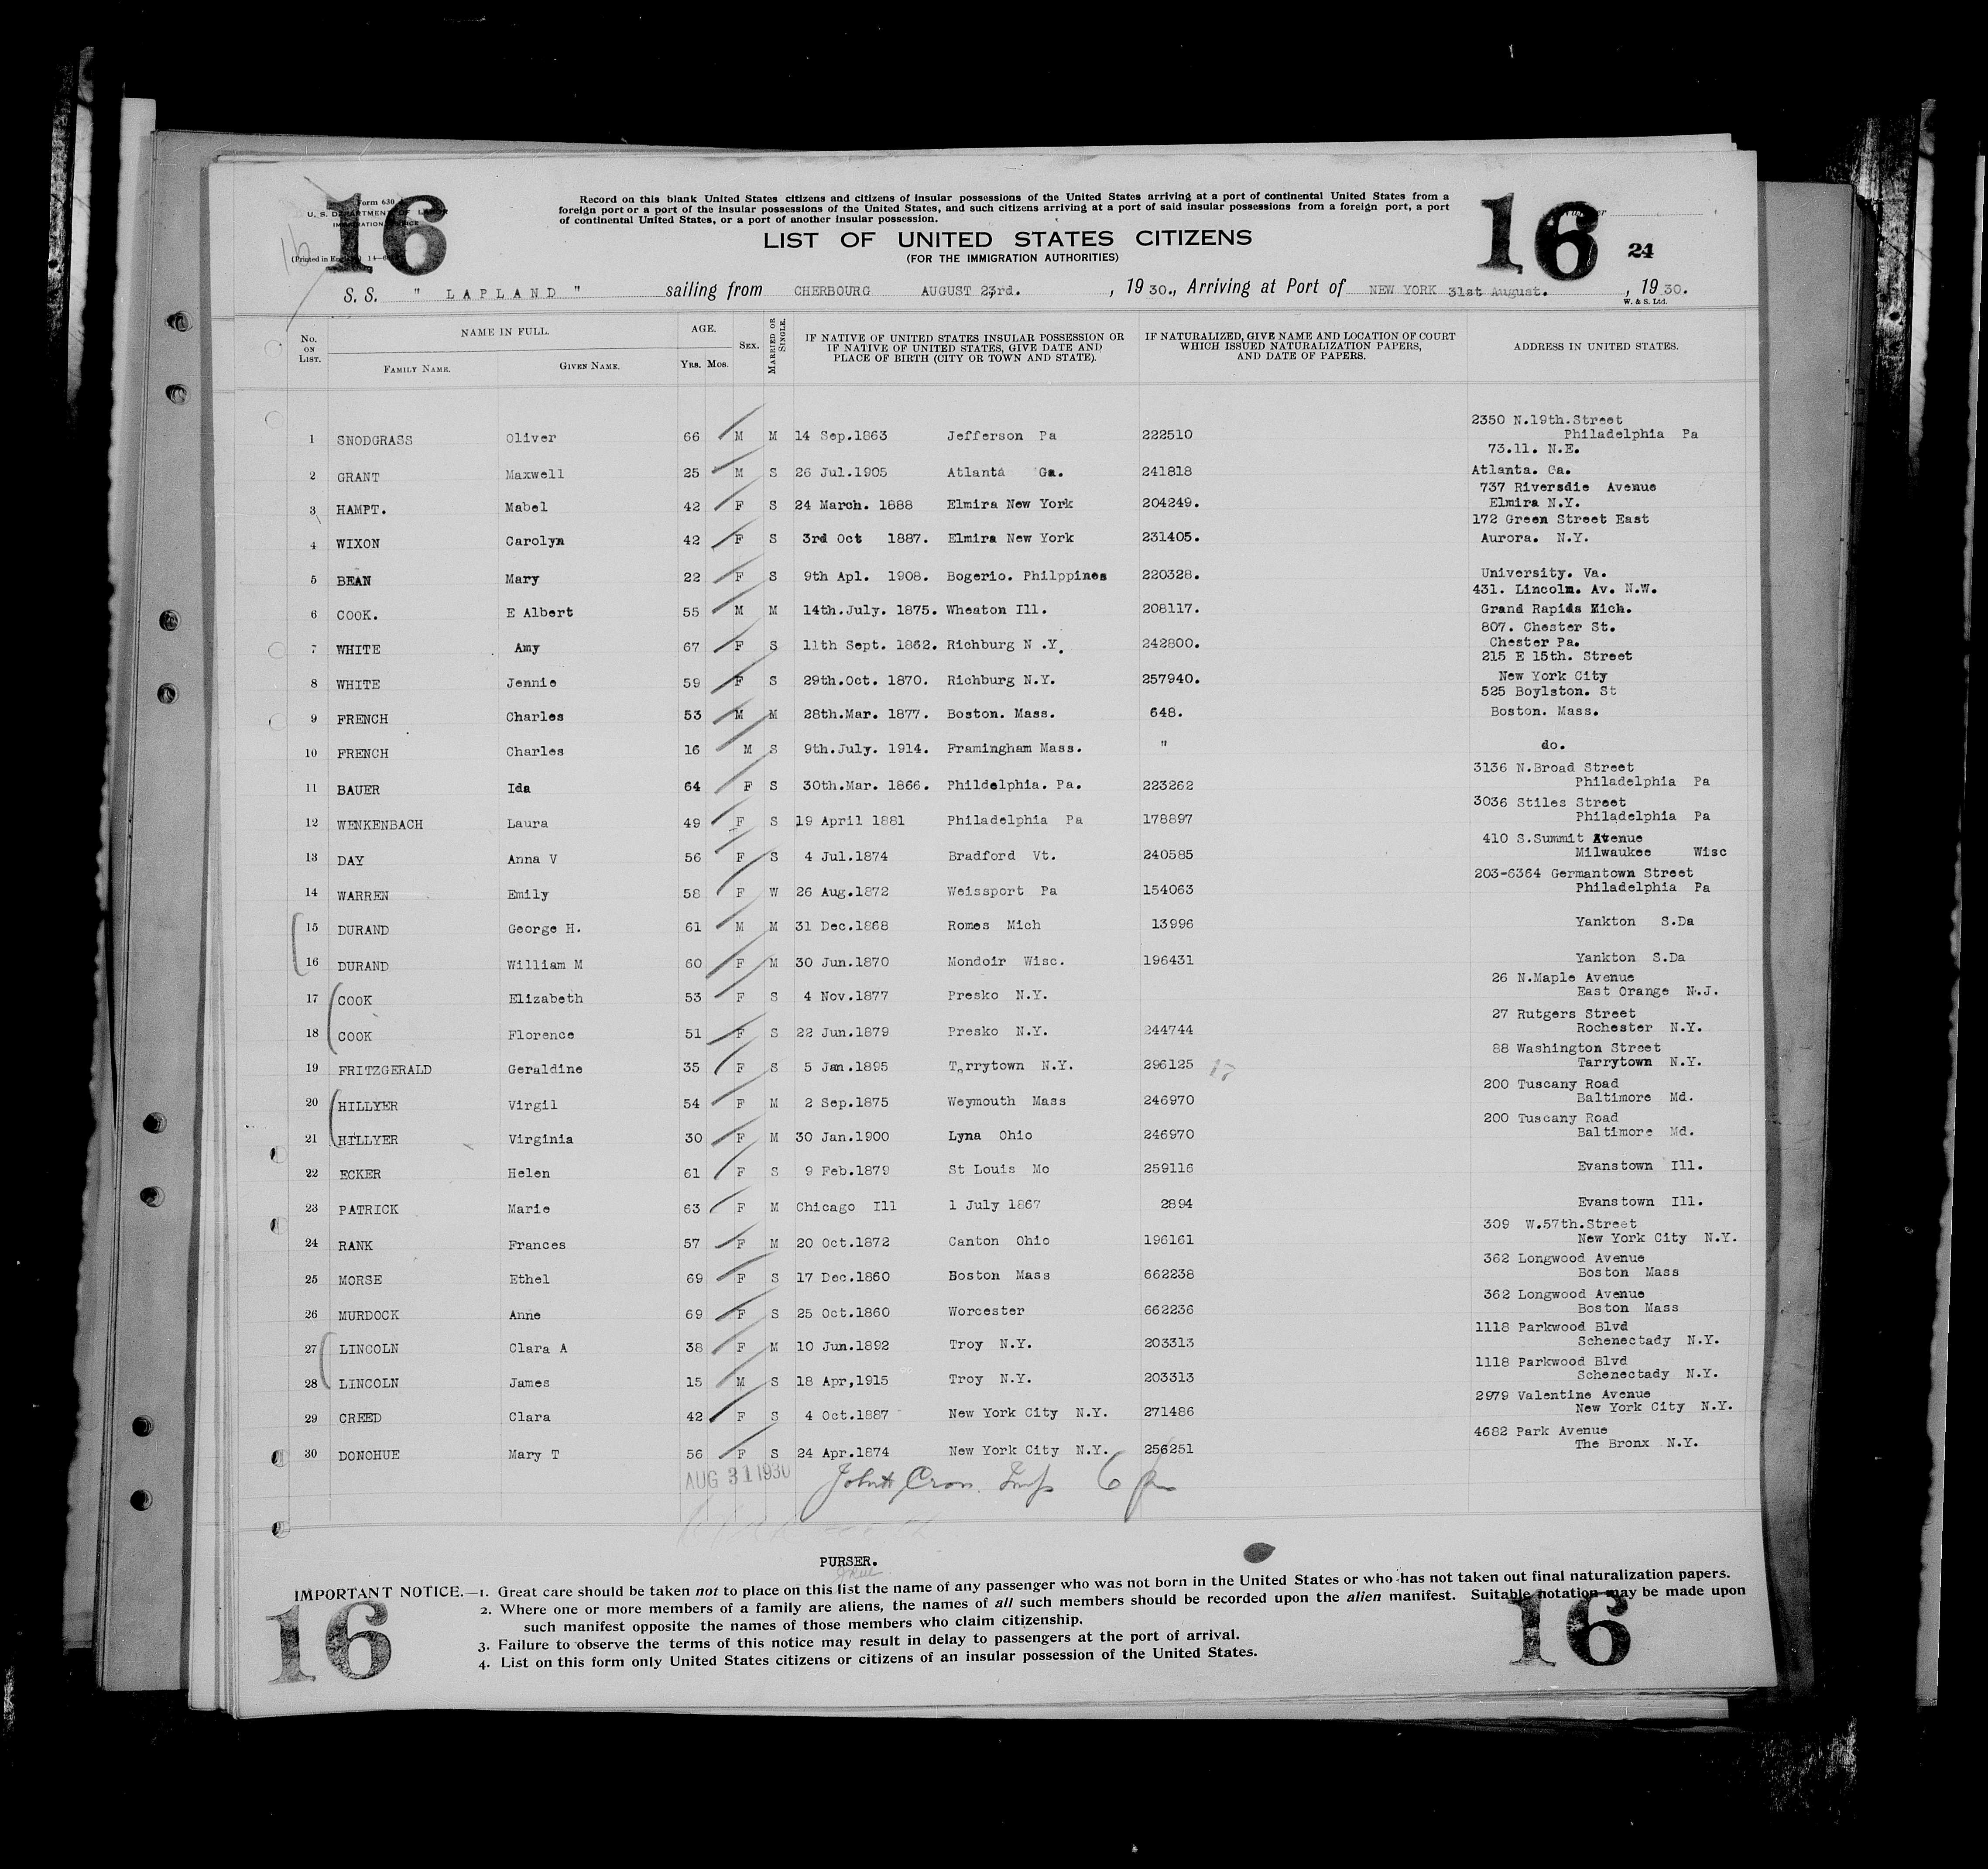 16
16
24
Form 630
U. S. DEPARTMENT OF LABOR
IMMIGRATION SERVICE
(Printed in England) 14—
Record on this blank United States citizens and citizens of insular possessions of the United States arriving at a port of continental United States from a
foreign port or a port of the insular possessions of the United States, and such citizens arriving at a port of said insular possessions from a foreign port, a port
of continental United States, or a port of another insular possession.
LIST OF UNITED STATES CITIZENS
(FOR THE IMMIGRATION AUTHORITIES)
S. S. " LAPLAND " sailing from CHERBOURG AUGUST 23rd. , 1930., Arriving at Port of NEW YORK 31st August. , 1930.
W. & S. Ltd.
No. ON LIST. NAME IN FULL. FAMILY NAME. GIVEN NAME. AGE. YRS. MOS. SEX. MARRIED OR SINGLE. IF NATIVE OF UNITED STATES INSULAR POSSESSION OR IF NATIVE OF UNITED STATES, GIVE DATE AND PLACE OF BIRTH (CITY OR TOWN AND STATE). IF NATURALIZED, GIVE NAME AND LOCATION OF COURT WHICH ISSUED NATURALIZATION PAPERS, AND DATE OF PAPERS. ADDRESS IN UNITED STATES.
2350 N.19th.Street
1 SNODGRASS Oliver 66 M M 14 Sep.1863 Jefferson Pa 222510 Philadelphia Pa
73.11. N.E.
2 GRANT Maxwell 25 M S 26 Jul.1905 Atlanta Ga. 241818 Atlanta. Ga.
737 Riversdie Avenue
3 HAMPT. Mabel 42 F S 24 March. 1888 Elmira New York 204249. Elmira N.Y.
172 Green Street East
4 WIXON Carolyn 42 F S 3rd Oct 1887. Elmira New York 231405. Aurora. N.Y.
5 BEAN Mary 22 F S 9th Apl. 1908. Bogerio. Philppines 220328. University. Va.
431. Lincoln. Av. N.W.
6 COOK. E Albert 55 M M 14th.July. 1875. Wheaton Ill. 208117. Grand Rapids Mich.
807. Chester St.
7 WHITE Amy 67 F S 11th Sept. 1862. Richburg N .Y. 242800. Chester Pa.
215 E 15th. Street
8 WHITE Jennie 59 F S 29th.Oct. 1870. Richburg N.Y. 257940. New York City
525 Boylston. St
9 FRENCH Charles 53 M M 28th.Mar. 1877. Boston. Mass. 648. Boston. Mass.
10 FRENCH Charles 16 M S 9th.July. 1914. Framingham Mass. " do.
3136 N.Broad Street
11 BAUER Ida 64 F S 30th.Mar. 1866. Phildelphia. Pa. 223262 Philadelphia Pa
3036 Stiles Street
12 WENKENBACH Laura 49 F S 19 April 1881 Philadelphia Pa 178897 Philadelphia Pa
410 S.Summit Avenue
13 DAY Anna V 56 F S 4 Jul.1874 Bradford Vt. 240585 Milwaukee Wisc
203-6364 Germantown Street
14 WARREN Emily 58 F W 26 Aug.1872 Weissport Pa 154063 Philadelphia Pa
15 DURAND George H. 61 M M 31 Dec.1868 Romes Mich 13996 Yankton S.Da
16 DURAND William M 60 F M 30 Jun.1870 Mondoir Wisc. 196431 Yankton S.Da
26 N.Maple Avenue
17 COOK Elizabeth 53 F S 4 Nov.1877 Presko N.Y. East Orange N.J.
27 Rutgers Street
18 COOK Florence 51 F S 22 Jun.1879 Presko N.Y. 244744 Rochester N.Y.
88 Washington Street
19 FRITZGERALD Geraldine 35 F S 5 Jan.1895 Tarrytown N.Y. 296125 17 Tarrytown N.Y.
200 Tuscany Road
20 HILLYER Virgil 54 F M 2 Sep.1875 Weymouth Mass 246970 Baltimore Md.
200 Tuscany Road
21 HILLYER Virginia 30 F M 30 Jan.1900 Lyna Ohio 246970 Baltimore Md.
22 ECKER Helen 61 F S 9 Feb.1879 St Louis Mo 259116 Evanstown Ill.
23 PATRICK Marie 63 F M Chicago Ill 1 July 1867 2894 Evanstown Ill.
309 W.57th.Street
24 RANK Frances 57 F M 20 Oct.1872 Canton Ohio 196161 New York City N.Y.
362 Longwood Avenue
25 MORSE Ethel 69 F S 17 Dec.1860 Boston Mass 662238 Boston Mass
362 Longwood Avenue
26 MURDOCK Anne 69 F S 25 Oct.1860 Worcester 662236 Boston Mass
1118 Parkwood Blvd
27 LINCOLN Clara A 38 F M 10 Jun.1892 Troy N.Y. 203313 Schenectady N.Y.
1118 Parkwood Blvd
28 LINCOLN James 15 M S 18 Apr,1915 Troy N.Y. 203313 Schenectady N.Y.
2979 Valentine Avenue
29 CREED Clara 42 F S 4 Oct.1887 New York City N.Y. 271486 New York City N.Y.
4682 Park Avenue
30 DONOHUE Mary T 56 F S 24 Apr.1874 New York City N.Y. 256251 The Bronx N.Y.
AUG 31 1930
PURSER.
IMPORTANT NOTICE.—1. Great care should be taken not to place on this list the name of any passenger who was not born in the United States or who has not taken out final naturalization papers.
2. Where one or more members of a family are aliens, the names of all such members should be recorded upon the alien manifest. Suitable notation may be made upon
such manifest opposite the names of those members who claim citizenship.
3. Failure to observe the terms of this notice may result in delay to passengers at the port of arrival.
4. List on this form only United States citizens or citizens of an insular possession of the United States.
16
16